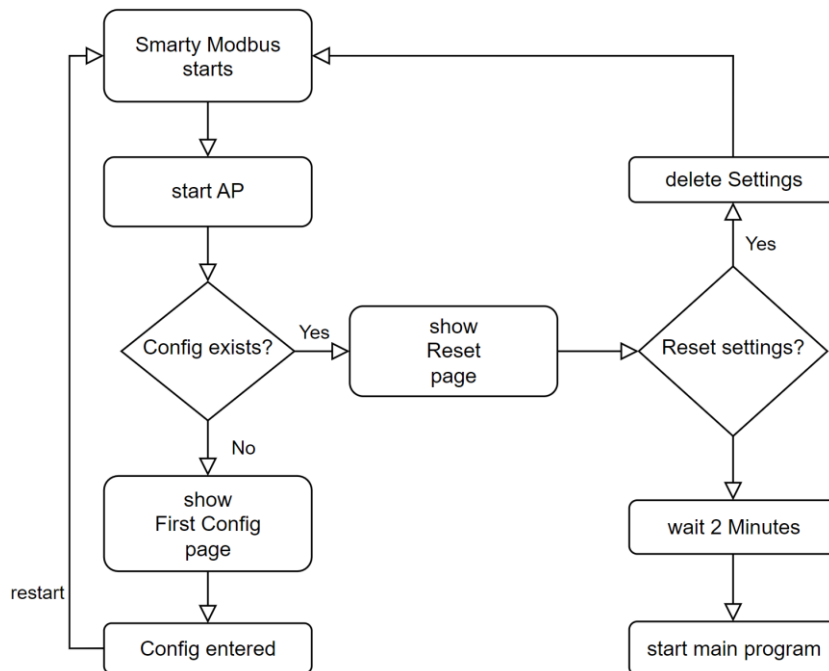 Smarty Modbus
starts
start AP
delete Settings
Yes
Config exists?
Yes
show
Reset
page
Reset settings?
No
show
First Config
page
wait 2 Minutes
restart
Config entered
start main program